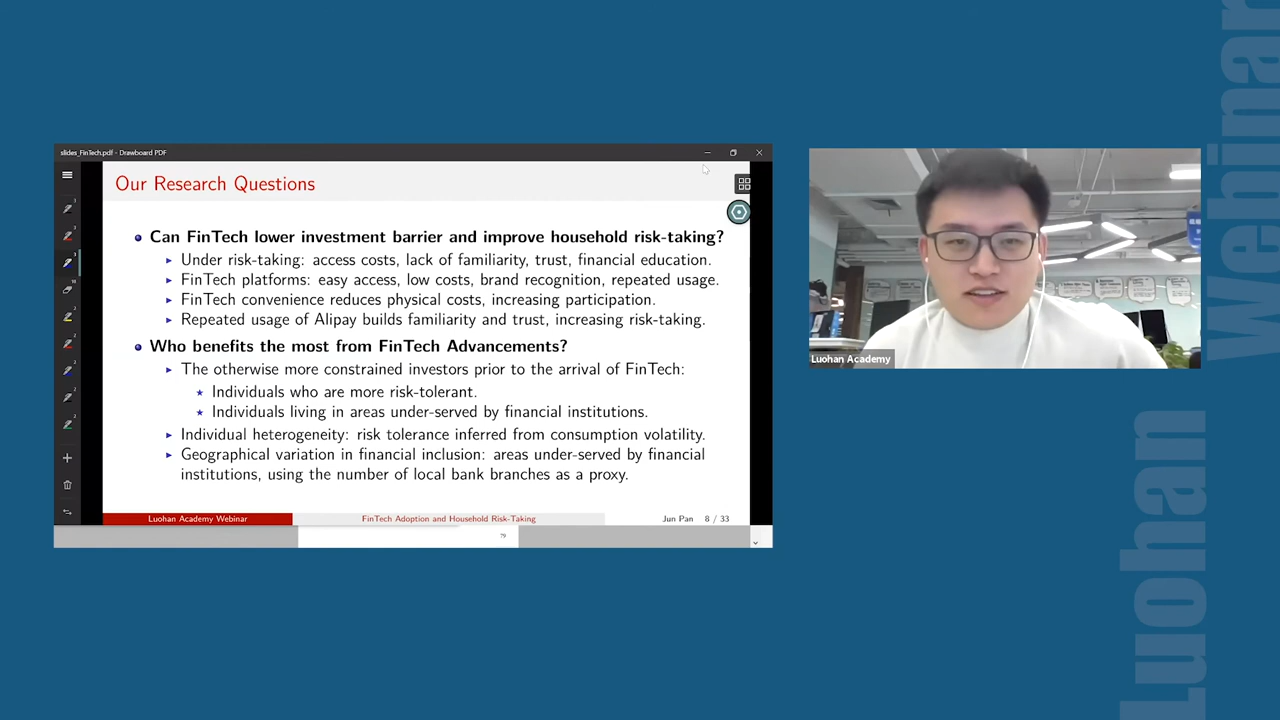 slides_FinTech.pdf - Drawboard PDF
Our Research Questions
Can FinTech lower investment barrier and improve household risk-taking?
Under risk-taking: access costs, lack of familiarity, trust, financial education.
FinTech platforms: easy access, low costs, brand recognition, repeated usage.
FinTech convenience reduces physical costs, increasing participation.
Repeated usage of Alipay builds familiarity and trust, increasing risk-taking.
Who benefits the most from FinTech Advancements?
The otherwise more constrained investors prior to the arrival of FinTech:
Individuals who are more risk-tolerant.
Individuals living in areas under-served by financial institutions.
Individual heterogeneity: risk tolerance inferred from consumption volatility.
Geographical variation in financial inclusion: areas under-served by financial
institutions, using the number of local bank branches as a proxy.
Luohan Academy Webinar
FinTech Adoption and Household Risk-Taking
Jun Pan 8 / 33
79
Luohan Academy
Luohan Webinar